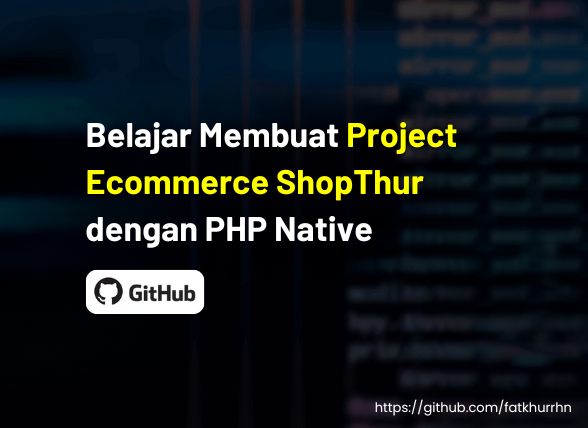 Belajar Membuat Project
Ecommerce ShopThur
dengan PHP Native
GitHub
https://github.com/fatkhurrhn